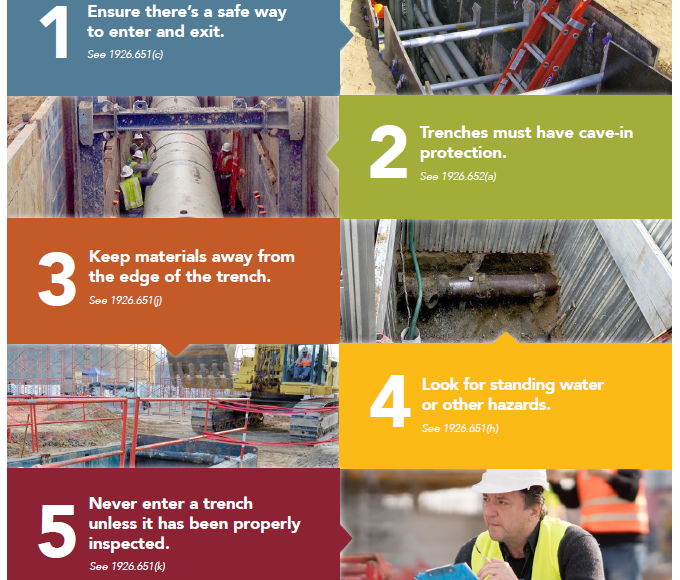 1
Ensure there's a safe way
to enter and exit.
See 1926.651(c)
2
Trenches must have cave-in
protection.
See 1926.652(a)
3
Keep materials away from
the edge of the trench.
See 1926.651(j)
4
Look for standing water
or other hazards.
See 1926.651(h)
5
Never enter a trench
unless it has been properly
inspected.
See 1926.651(k)